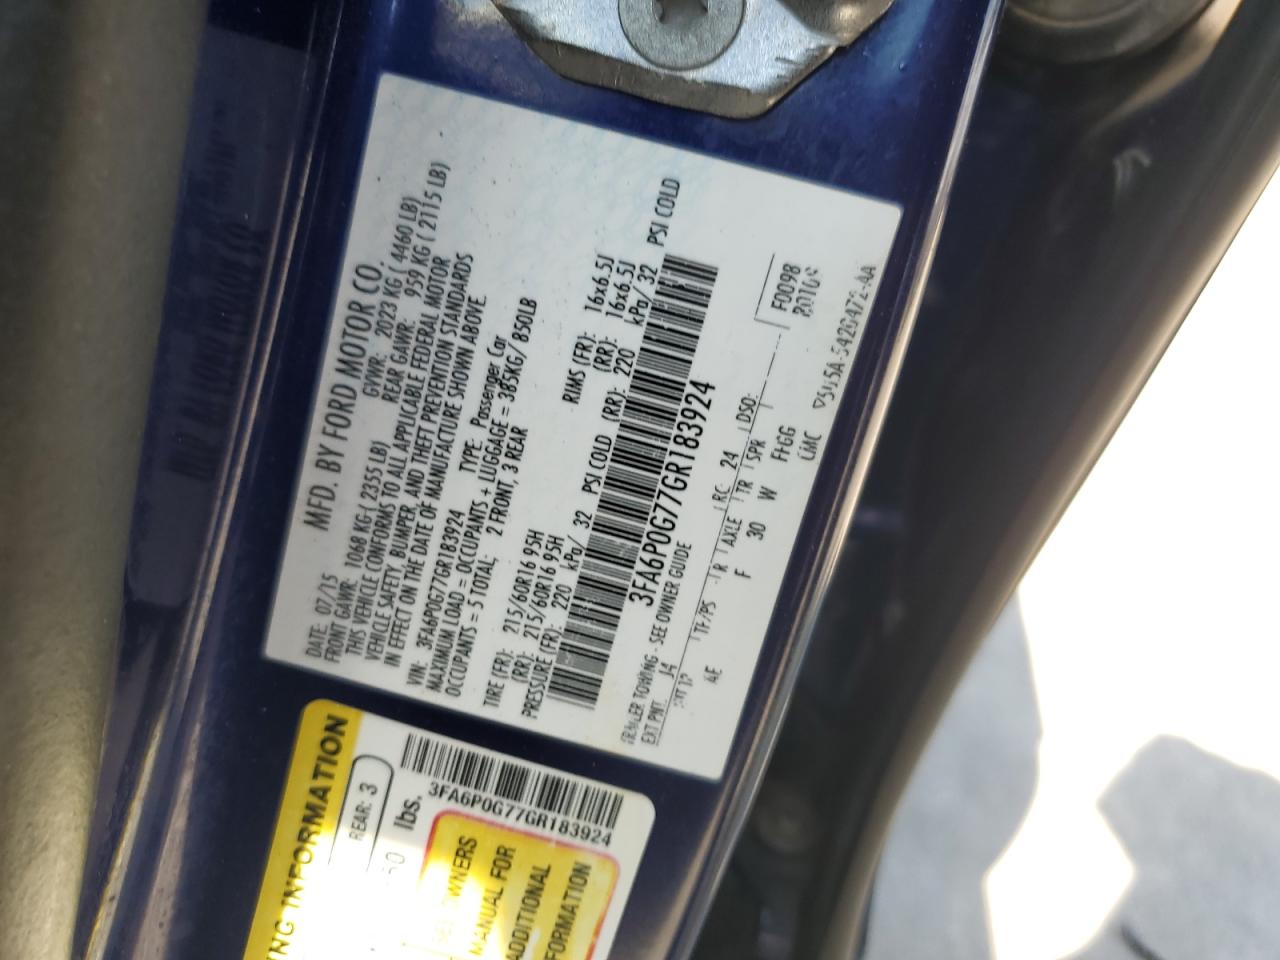 MFD. BY FORD MOTOR CO.
DATE: 07/15 GVWR: 2023 KG ( 4460 LB)
FRONT GAWR: 1068 KG ( 2355 LB) REAR GAWR: 959 KG ( 2115 LB)
THIS VEHICLE CONFORMS TO ALL APPLICABLE FEDERAL MOTOR
VEHICLE SAFETY, BUMPER, AND THEFT PREVENTION STANDARDS
IN EFFECT ON THE DATE OF MANUFACTURE SHOWN ABOVE
VIN: 3FA6P0G77GR183924 TYPE: Passenger Car
MAXIMUM LOAD = OCCUPANTS + LUGGAGE = 385KG/ 850LB
OCCUPANTS = 5 TOTAL; 2 FRONT, 3 REAR
TIRE (FR): 215/60R16 95H RIMS (FR): 16x6.5J
(RR): 215/60R16 95H (RR): 16x6.5J
PRESSURE (FR): 220 kPa/ 32 PSI COLD (RR): 220 kPa/ 32 PSI COLD
3FA6P0G77GR183924
TRAILER TOWING - SEE OWNER GUIDE
EXT PNT: J4 RC: 24 DSO: F0098
TP/PS R AXLE TR SPR
4E F 30 W
REAR: 3
lbs.
3FA6P0G77GR183924
OWNERS
MANUAL FOR
ADDITIONAL